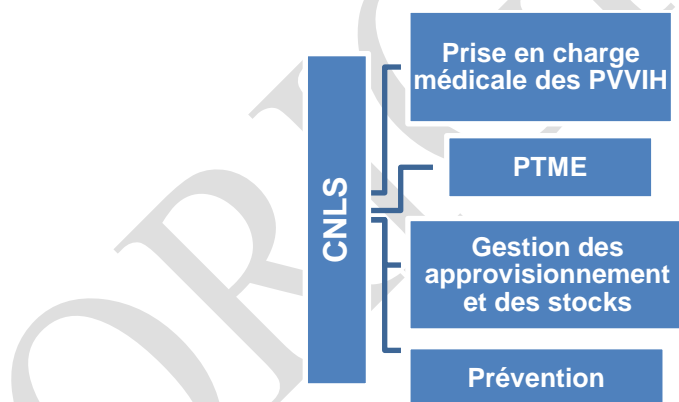 CNLS
Prise en charge
médicale des PVVIH
PTME
Gestion des
approvisionnement
et des stocks
Prévention